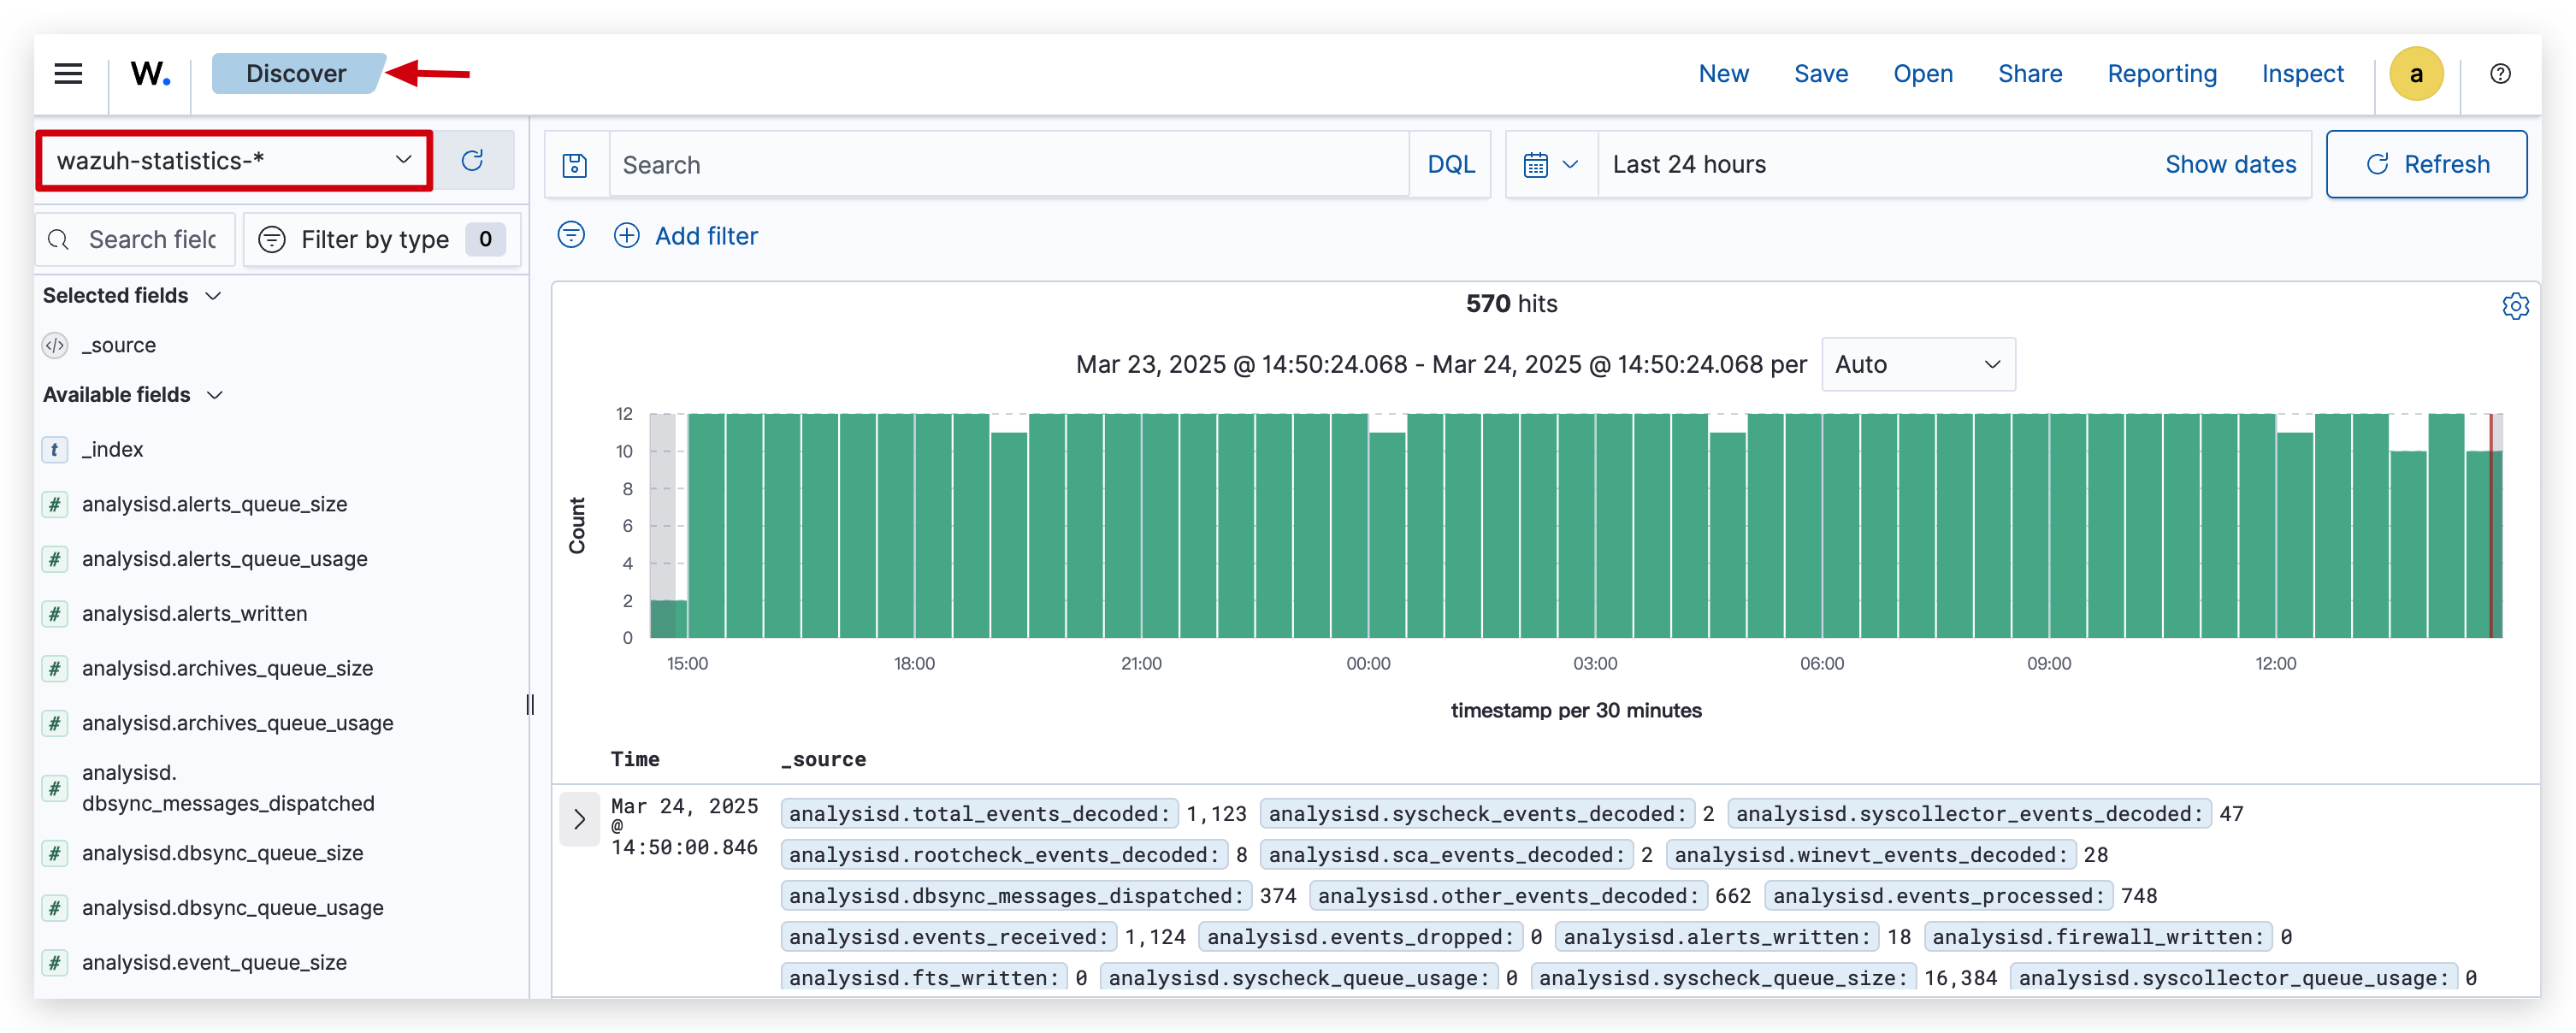 W. Discover New Save Open Share Reporting Inspect a ?
wazuh-statistics-* Search DQL Last 24 hours Show dates Refresh
Search field Filter by type 0 Add filter
Selected fields
_source
Available fields
t _index
# analysisd.alerts_queue_size
# analysisd.alerts_queue_usage
# analysisd.alerts_written
# analysisd.archives_queue_size
# analysisd.archives_queue_usage
# analysisd.
dbsync_messages_dispatched
# analysisd.dbsync_queue_size
# analysisd.dbsync_queue_usage
# analysisd.event_queue_size
570 hits
Mar 23, 2025 @ 14:50:24.068 - Mar 24, 2025 @ 14:50:24.068 per Auto
Count
12
10
8
6
4
2
0
15:00 18:00 21:00 00:00 03:00 06:00 09:00 12:00
timestamp per 30 minutes
Time _source
Mar 24, 2025
@
14:50:00.846
analysisd.total_events_decoded: 1,123 analysisd.syscheck_events_decoded: 2 analysisd.syscollector_events_decoded: 47
analysisd.rootcheck_events_decoded: 8 analysisd.sca_events_decoded: 2 analysisd.winevt_events_decoded: 28
analysisd.dbsync_messages_dispatched: 374 analysisd.other_events_decoded: 662 analysisd.events_processed: 748
analysisd.events_received: 1,124 analysisd.events_dropped: 0 analysisd.alerts_written: 18 analysisd.firewall_written: 0
analysisd.fts_written: 0 analysisd.syscheck_queue_usage: 0 analysisd.syscheck_queue_size: 16,384 analysisd.syscollector_queue_usage: 0